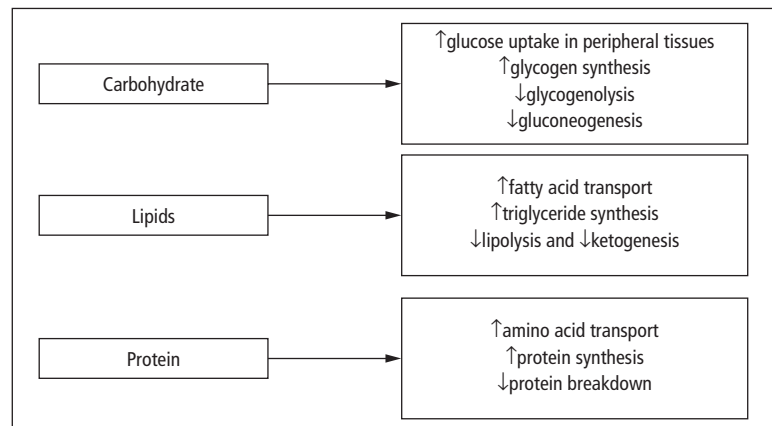 Carbohydrate
↑glucose uptake in peripheral tissues
↑glycogen synthesis
↓glycogenolysis
↓gluconeogenesis
Lipids
↑fatty acid transport
↑triglyceride synthesis
↓lipolysis and ↓ketogenesis
Protein
↑amino acid transport
↑protein synthesis
↓protein breakdown